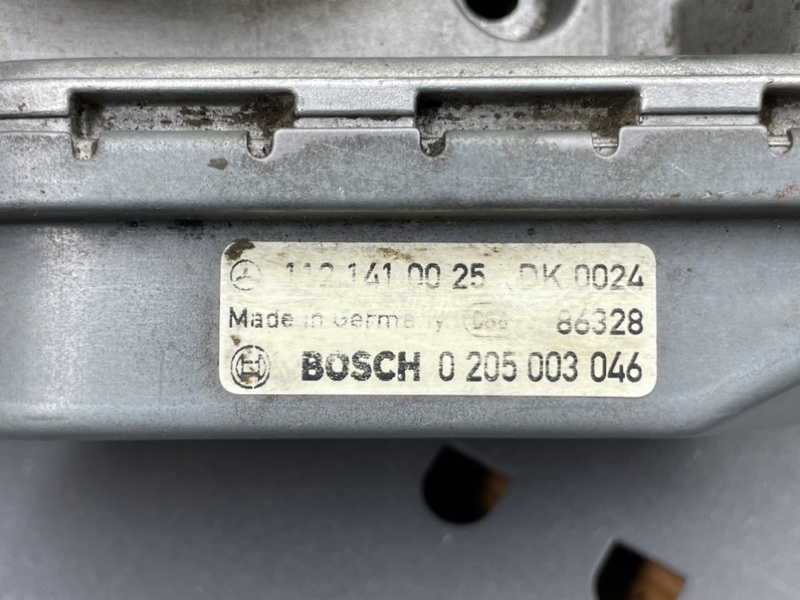 112 141 00 25 DK 0024
Made in Germany 86328
BOSCH 0 205 003 046